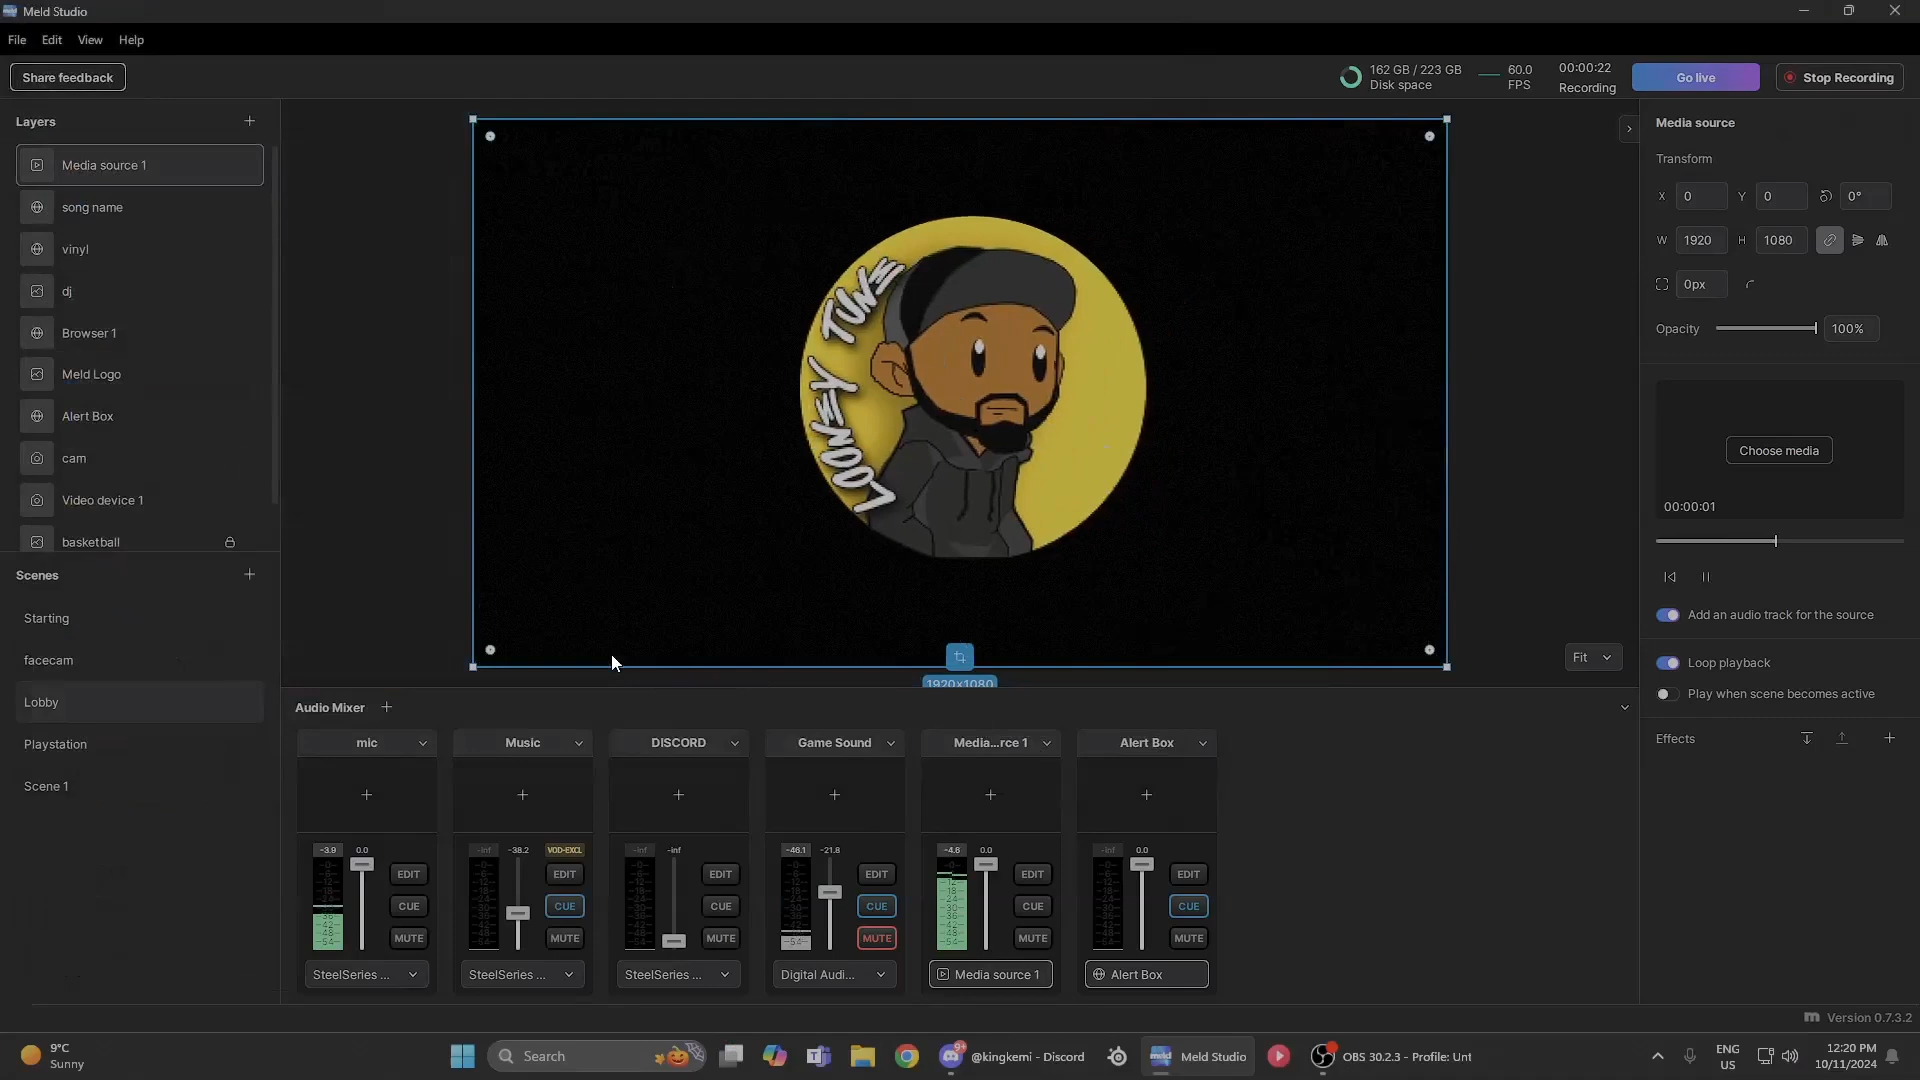 Meld Studio
File Edit View Help
Share feedback
162 GB / 223 GB
Disk space
60.0
FPS
00:00:22
Recording
Go live
Stop Recording
Layers
Media source 1
song name
vinyl
dj
Browser 1
Meld Logo
Alert Box
cam
Video device 1
basketball
Scenes
Starting
facecam
Lobby
Playstation
Scene 1
LOONEY TUNE
1920x1080
Fit
Media source
Transform
X 0 Y 0 0°
W 1920 H 1080
0px
Opacity 100%
Choose media
00:00:01
Add an audio track for the source
Loop playback
Play when scene becomes active
Effects
Audio Mixer
mic Music DISCORD Game Sound Media...rce 1 Alert Box
-3.9 0.0 -inf -38.2 VOD-EXCL -inf -inf -46.1 -21.8 -4.6 0.0 -inf 0.0
EDIT EDIT EDIT EDIT EDIT EDIT
CUE CUE CUE CUE CUE CUE
MUTE MUTE MUTE MUTE MUTE MUTE
SteelSeries ... SteelSeries ... SteelSeries ... Digital Audi... Media source 1 Alert Box
Version 0.7.3.2
9°C
Sunny
Search
@kingkemi - Discord
Meld Studio
OBS 30.2.3 - Profile: Unt
ENG
US
12:20 PM
10/11/2024